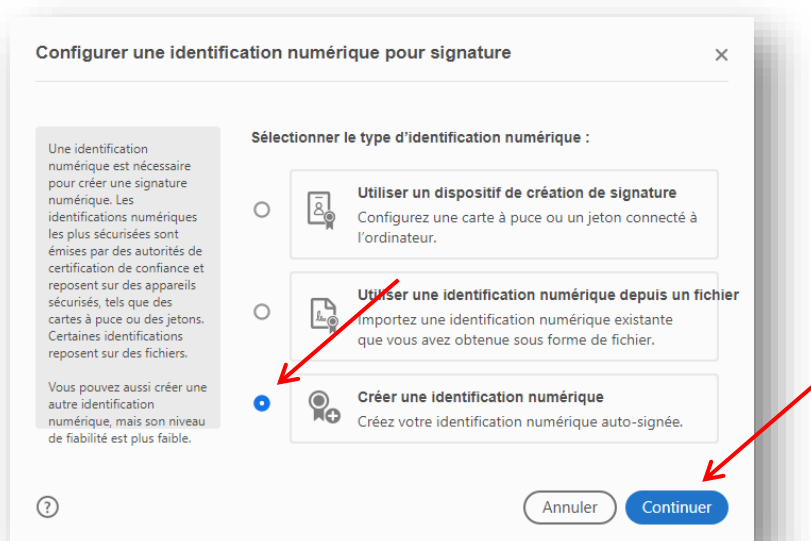 Configurer une identification numérique pour signature
Une identification
numérique est nécessaire
pour créer une signature
numérique. Les
identifications numériques
les plus sécurisées sont
émises par des autorités de
certification de confiance et
reposent sur des appareils
sécurisés, tels que des
cartes à puce ou des jetons.
Certaines identifications
reposent sur des fichiers.
Vous pouvez aussi créer une
autre identification
numérique, mais son niveau
de fiabilité est plus faible.
Sélectionner le type d'identification numérique :
Utiliser un dispositif de création de signature
Configurez une carte à puce ou un jeton connecté à
l'ordinateur.
Utiliser une identification numérique depuis un fichier
Importez une identification numérique existante
que vous avez obtenue sous forme de fichier.
Créer une identification numérique
Créez votre identification numérique auto-signée.
?
Annuler
Continuer